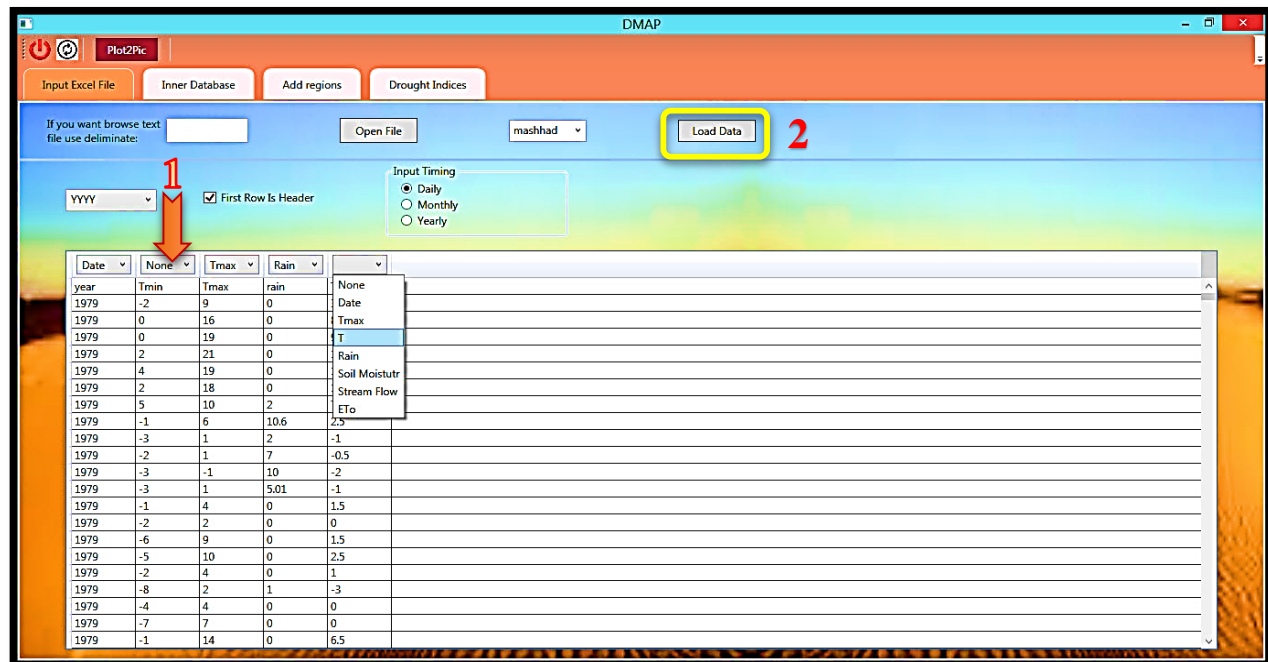 DMAP
Plot2Pic
Input Excel File Inner Database Add regions Drought Indices
If you want browse text
file use deliminate:
Open File mashhad Load Data 2
1
Input Timing
YYYY First Row Is Header Daily
Monthly
Yearly
Date None Tmax Rain
year Tmin Tmax rain None
1979 -2 9 0 Date
1979 0 16 0 Tmax
1979 0 19 0 T
1979 2 21 0 Rain
1979 4 19 0 Soil Moistutr
1979 2 18 0 Stream Flow
1979 5 10 2 ETo
1979 -1 6 10.6 2.5
1979 -3 1 2 -1
1979 -2 1 7 -0.5
1979 -3 -1 10 -2
1979 -3 1 5.01 -1
1979 -1 4 0 1.5
1979 -2 2 0 0
1979 -6 9 0 1.5
1979 -5 10 0 2.5
1979 -2 4 0 1
1979 -8 2 1 -3
1979 -4 4 0 0
1979 -7 7 0 0
1979 -1 14 0 6.5